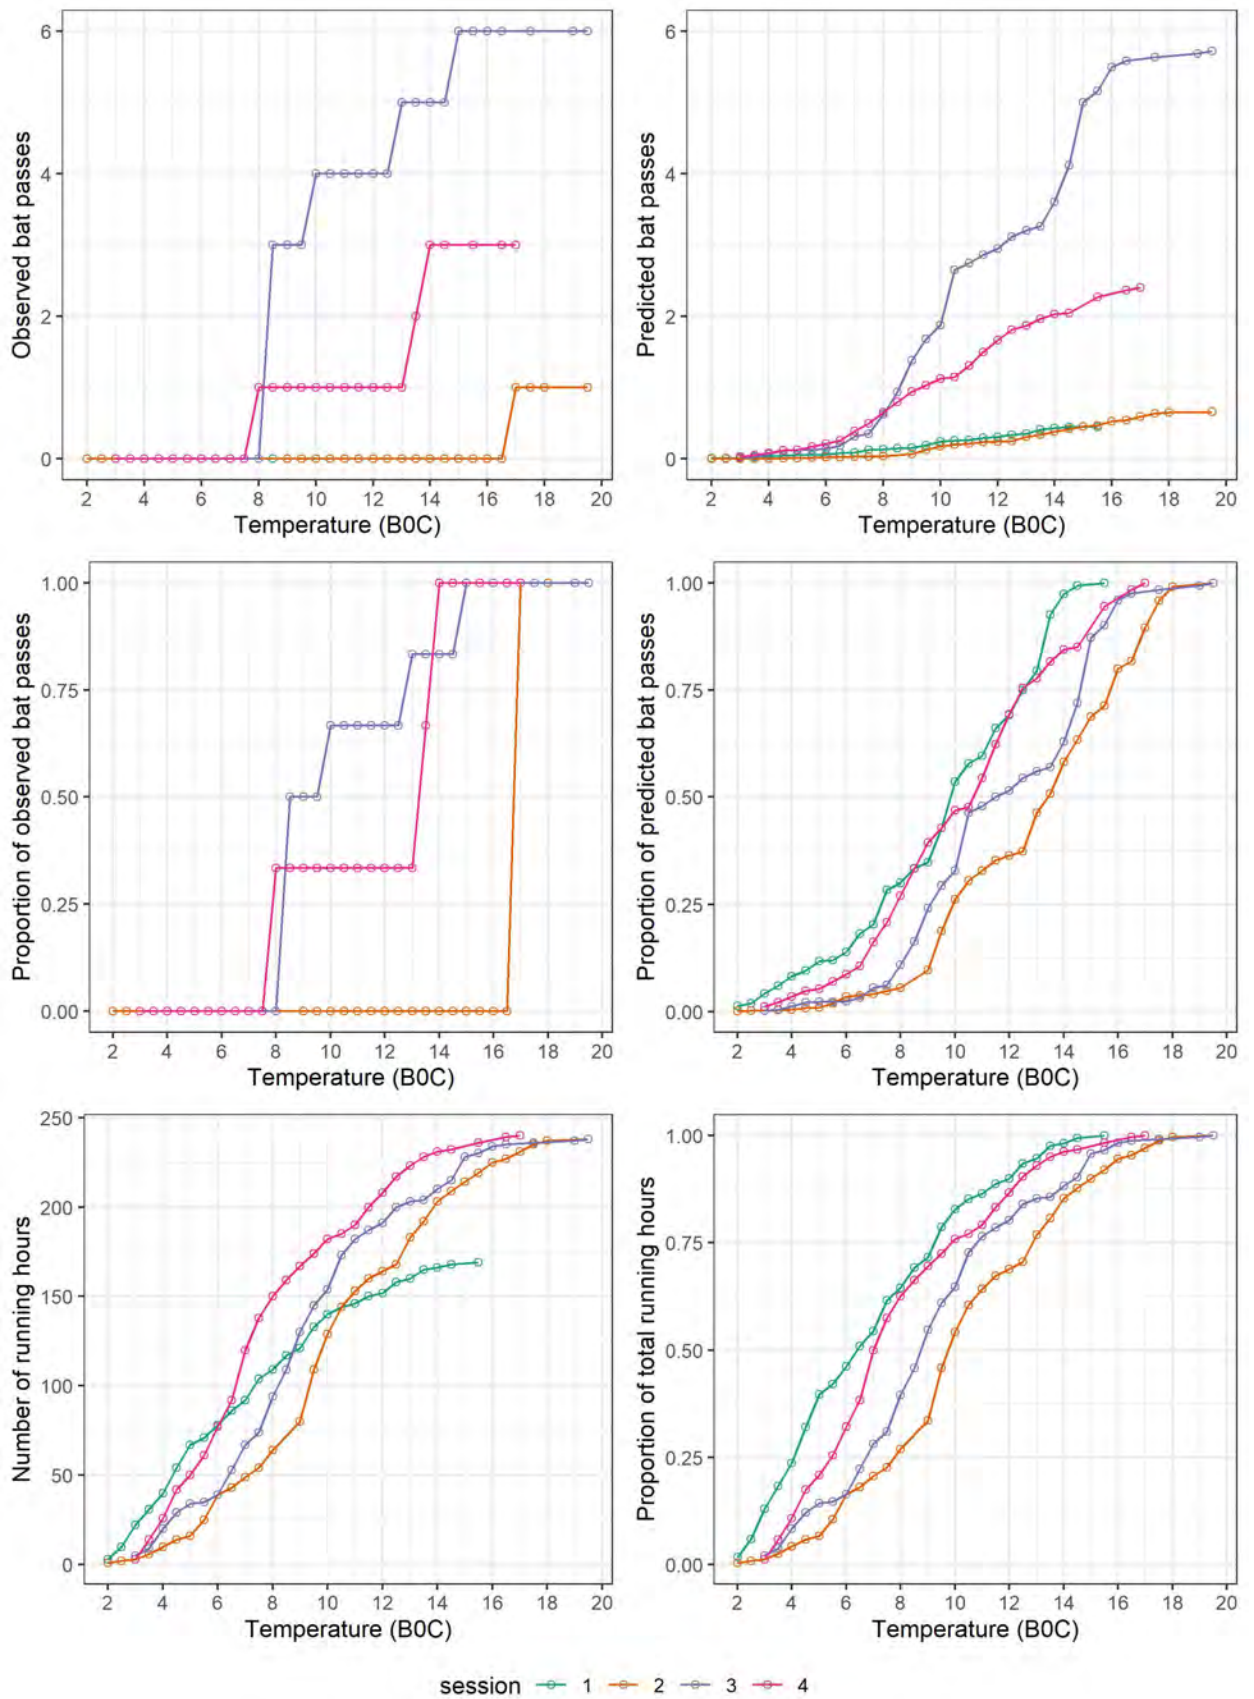 6
4
2
0
Observed bat passes
2 4 6 8 10 12 14 16 18 20
Temperature (B0C)
6
4
2
0
Predicted bat passes
2 4 6 8 10 12 14 16 18 20
Temperature (B0C)
1.00
0.75
0.50
0.25
0.00
Proportion of observed bat passes
2 4 6 8 10 12 14 16 18 20
Temperature (B0C)
1.00
0.75
0.50
0.25
0.00
Proportion of predicted bat passes
2 4 6 8 10 12 14 16 18 20
Temperature (B0C)
250
200
150
100
50
0
Number of running hours
2 4 6 8 10 12 14 16 18 20
Temperature (B0C)
1.00
0.75
0.50
0.25
0.00
Proportion of total running hours
2 4 6 8 10 12 14 16 18 20
Temperature (B0C)
session 1 2 3 4